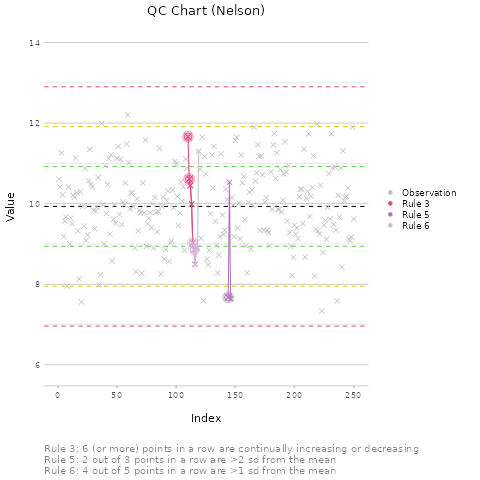 QC Chart (Nelson)
14
12
10
8
6
Value
0
50
100
150
200
250
Index
Observation
Rule 3
Rule 5
Rule 6
Rule 3: 6 (or more) points in a row are continually increasing or decreasing
Rule 5: 2 out of 3 points in a row are >2 sd from the mean
Rule 6: 4 out of 5 points in a row are >1 sd from the mean